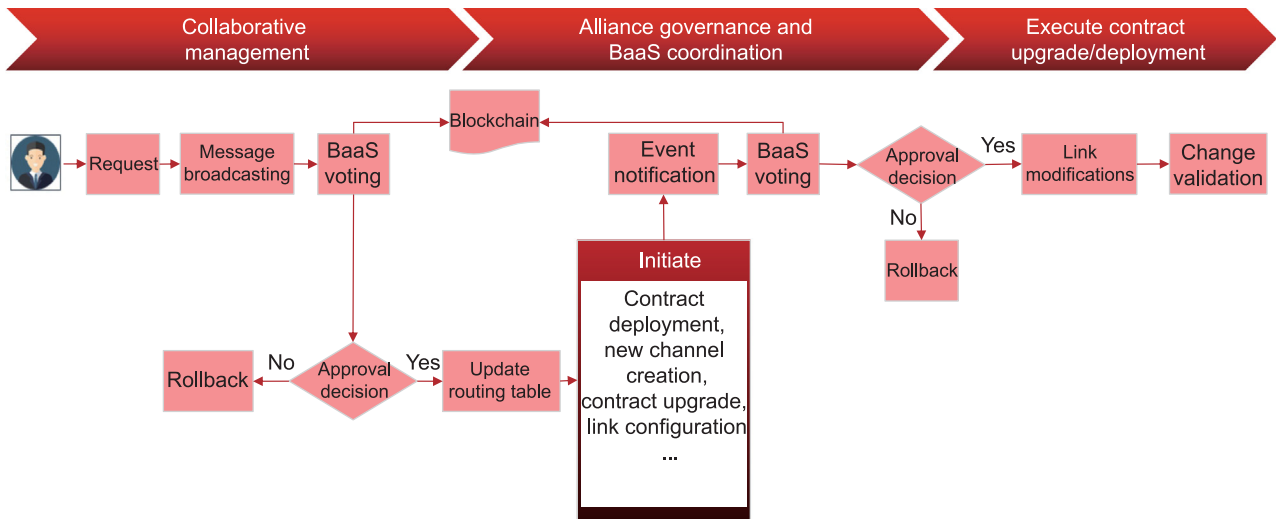 Collaborative
management
Alliance governance and
BaaS coordination
Execute contract
upgrade/deployment
Request
Message
broadcasting
BaaS
voting
Blockchain
Event
notification
BaaS
voting
Approval
decision
Yes
Link
modifications
Change
validation
No
Rollback
Rollback
No
Approval
decision
Yes
Update
routing table
Initiate
Contract
deployment,
new channel
creation,
contract upgrade,
link configuration
...